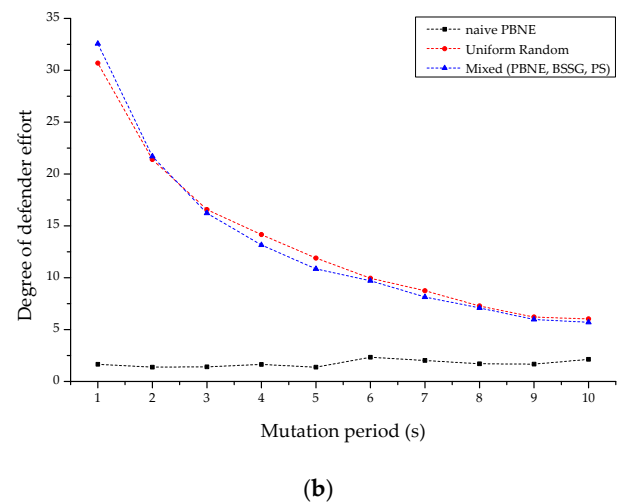 35
30
25
20
15
10
5
0
Degree of defender effort
naive PBNE
Uniform Random
Mixed (PBNE, BSSG, PS)
1 2 3 4 5 6 7 8 9 10
Mutation period (s)
(b)